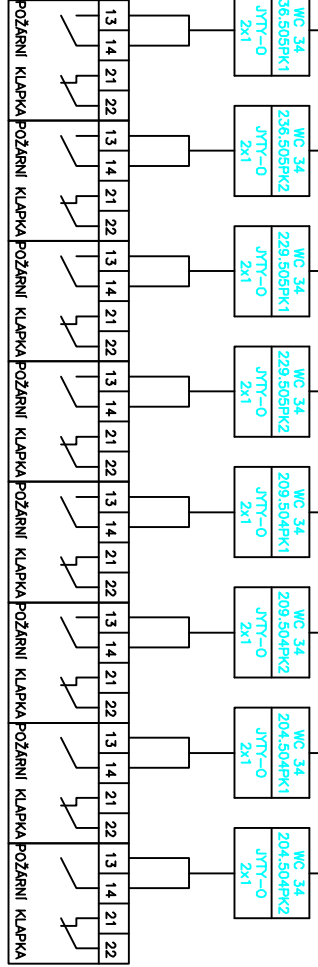 WC 34
36.505PK1
JYTY-O
2x1
13 14 21 22
POŽÁRNÍ KLAPKA
WC 34
236.505PK2
JYTY-O
2x1
13 14 21 22
POŽÁRNÍ KLAPKA
WC 34
229.505PK1
JYTY-O
2x1
13 14 21 22
POŽÁRNÍ KLAPKA
WC 34
229.505PK2
JYTY-O
2x1
13 14 21 22
POŽÁRNÍ KLAPKA
WC 34
209.504PK1
JYTY-O
2x1
13 14 21 22
POŽÁRNÍ KLAPKA
WC 34
209.504PK2
JYTY-O
2x1
13 14 21 22
POŽÁRNÍ KLAPKA
WC 34
204.504PK1
JYTY-O
2x1
13 14 21 22
POŽÁRNÍ KLAPKA
WC 34
204.504PK2
JYTY-O
2x1
13 14 21 22
POŽÁRNÍ KLAPKA